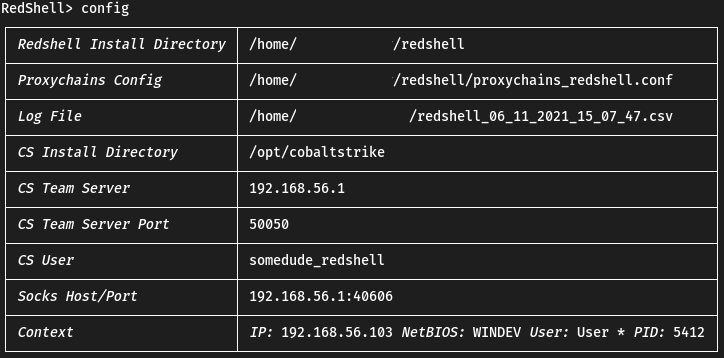 RedShell> config
Redshell Install Directory /home/ /redshell
Proxychains Config /home/ /redshell/proxychains_redshell.conf
Log File /home/ /redshell_06_11_2021_15_07_47.csv
CS Install Directory /opt/cobaltstrike
CS Team Server 192.168.56.1
CS Team Server Port 50050
CS User somedude_redshell
Socks Host/Port 192.168.56.1:40606
Context IP: 192.168.56.103 NetBIOS: WINDEV User: User * PID: 5412